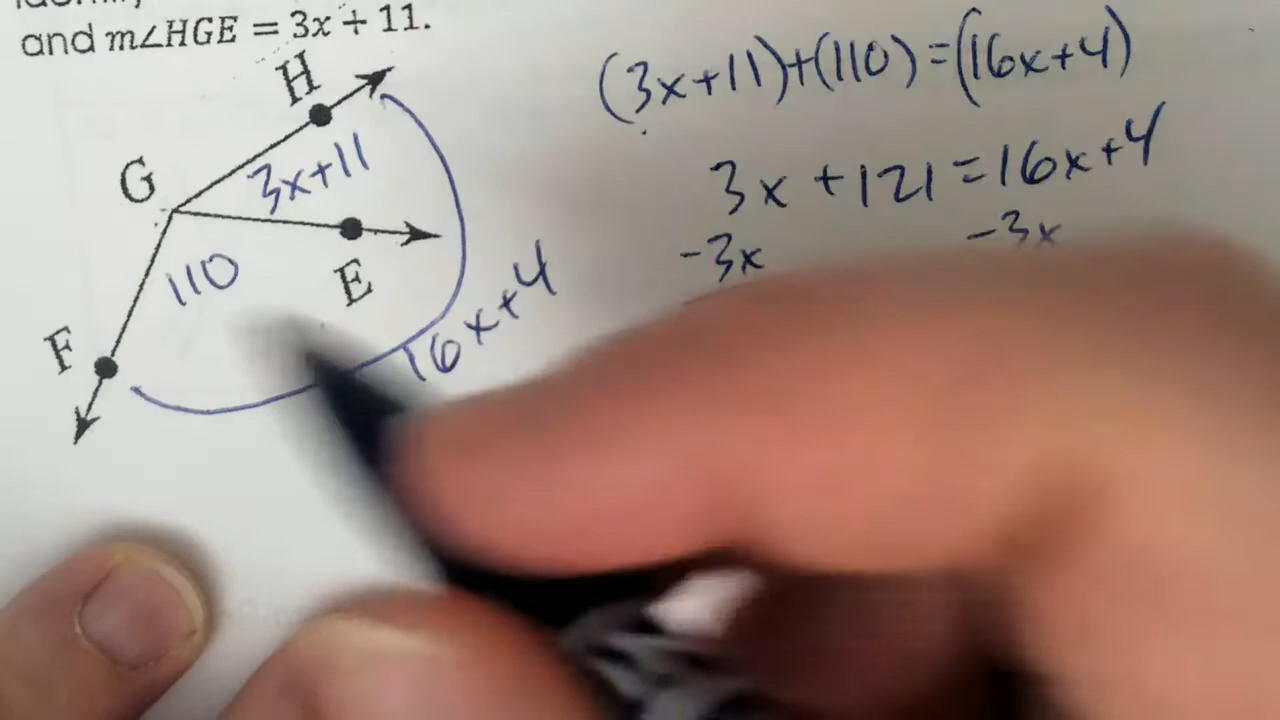 and m∠HGE = 3x + 11.
H
G
3x+11
E
110
F
16x+4
(3x+11)+(110)=(16x+4)
3x+121=16x+4
-3x -3x